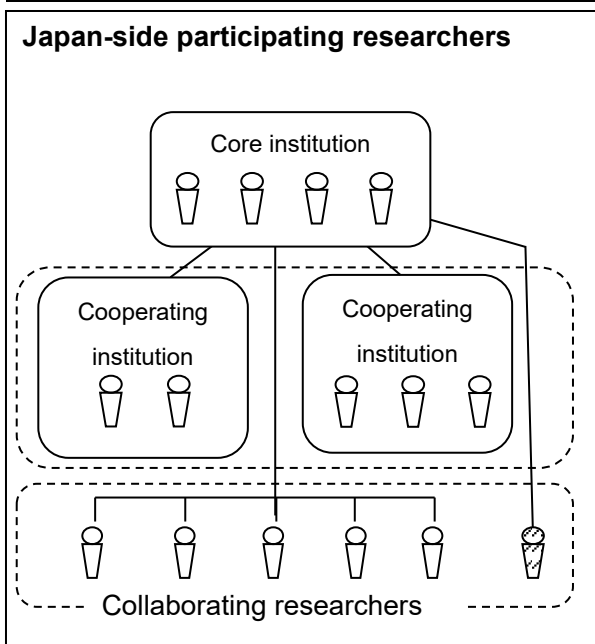 Japan-side participating researchers
Core institution
Cooperating
institution
Cooperating
institution
Collaborating researchers